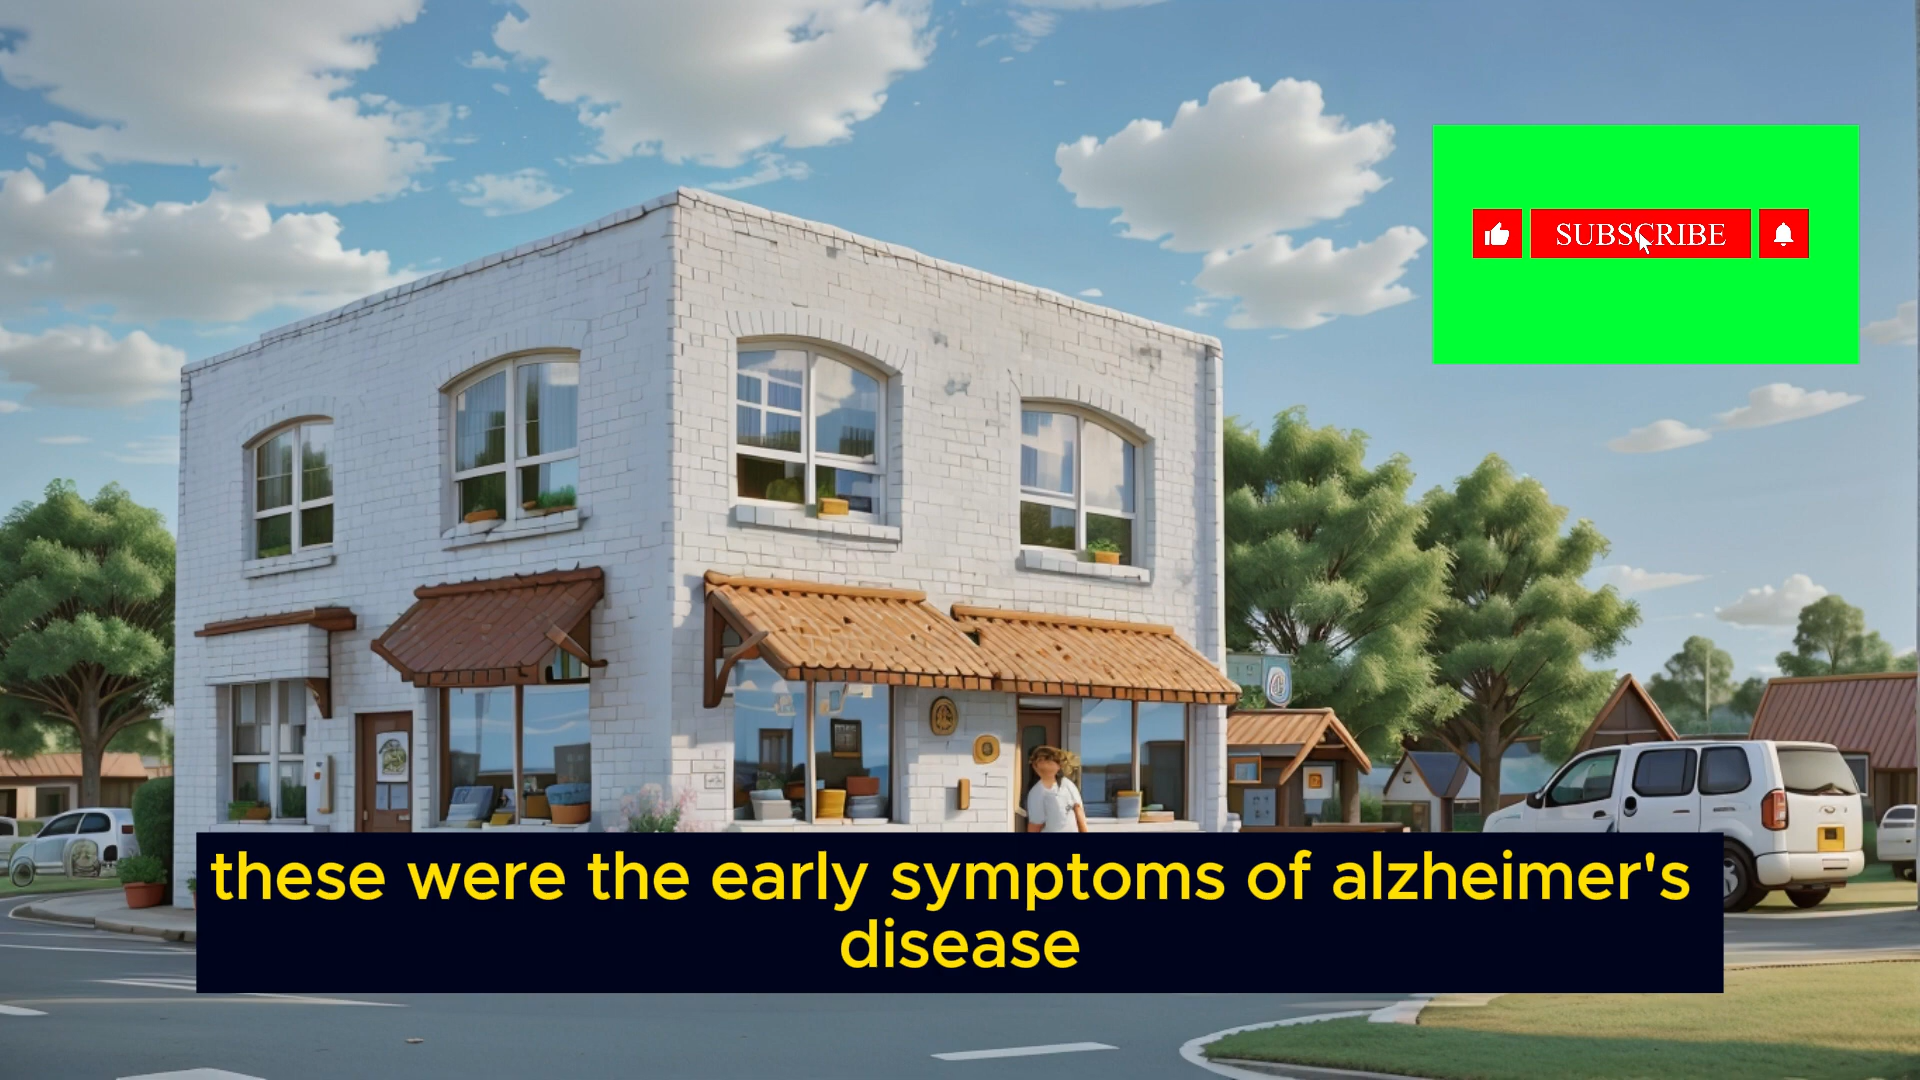 SUBSCRIBE
these were the early symptoms of alzheimer's
disease